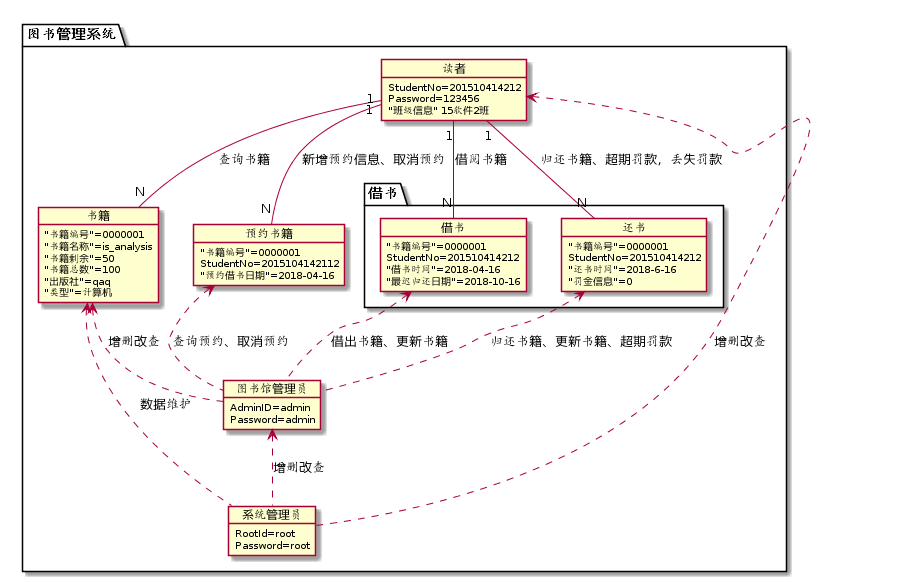 图书管理系统
读者
StudentNo=201510414212
Password=123456
"班级信息" 15软件2班
1
1
1
1
查询书籍
新增预约信息、取消预约
借阅书籍
归还书籍、超期罚款，丢失罚款
N
N
N
N
借书
书籍
"书籍编号"=0000001
"书籍名称"=is_analysis
"书籍剩余"=50
"书籍总数"=100
"出版社"=qaq
"类型"=计算机
预约书籍
"书籍编号"=0000001
StudentNo=2015104142112
"预约借书日期"=2018-04-16
借书
"书籍编号"=0000001
StudentNo=201510414212
"借书时间"=2018-04-16
"最迟归还日期"=2018-10-16
还书
"书籍编号"=0000001
StudentNo=201510414212
"还书时间"=2018-6-16
"罚金信息"=0
增删改查
查询预约、取消预约
借出书籍、更新书籍
归还书籍、更新书籍、超期罚款
增删改查
图书馆管理员
AdminID=admin
Password=admin
数据维护
增删改查
系统管理员
RootId=root
Password=root